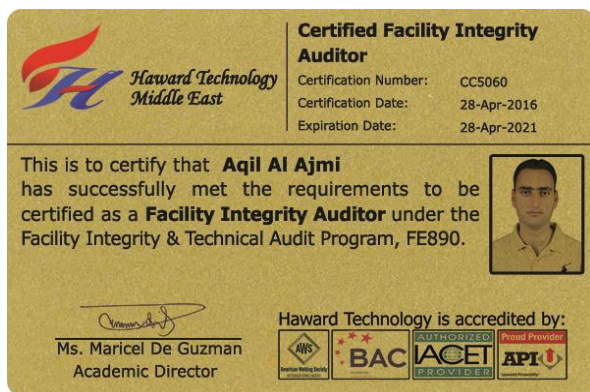 Haward Technology
Middle East
Certified Facility Integrity
Auditor
Certification Number: CC5060
Certification Date: 28-Apr-2016
Expiration Date: 28-Apr-2021
This is to certify that Aqil Al Ajmi
has successfully met the requirements to be
certified as a Facility Integrity Auditor under the
Facility Integrity & Technical Audit Program, FE890.
Ms. Maricel De Guzman
Academic Director
Haward Technology is accredited by:
AWS
American Welding Society
BAC
AUTHORIZED
IACET
PROVIDER
Proud Provider
API